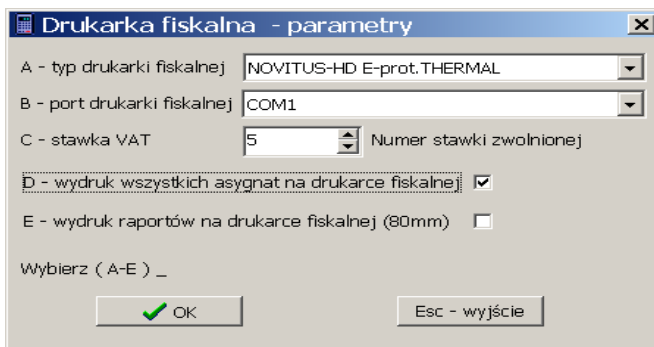 Drukarka fiskalna - parametry
A - typ drukarki fiskalnej NOVITUS-HD E-prot.THERMAL
B - port drukarki fiskalnej COM1
C - stawka VAT 5 Numer stawki zwolnionej
D - wydruk wszystkich asygnat na drukarce fiskalnej
E - wydruk raportów na drukarce fiskalnej (80mm)
Wybierz ( A-E ) _
OK Esc - wyjście